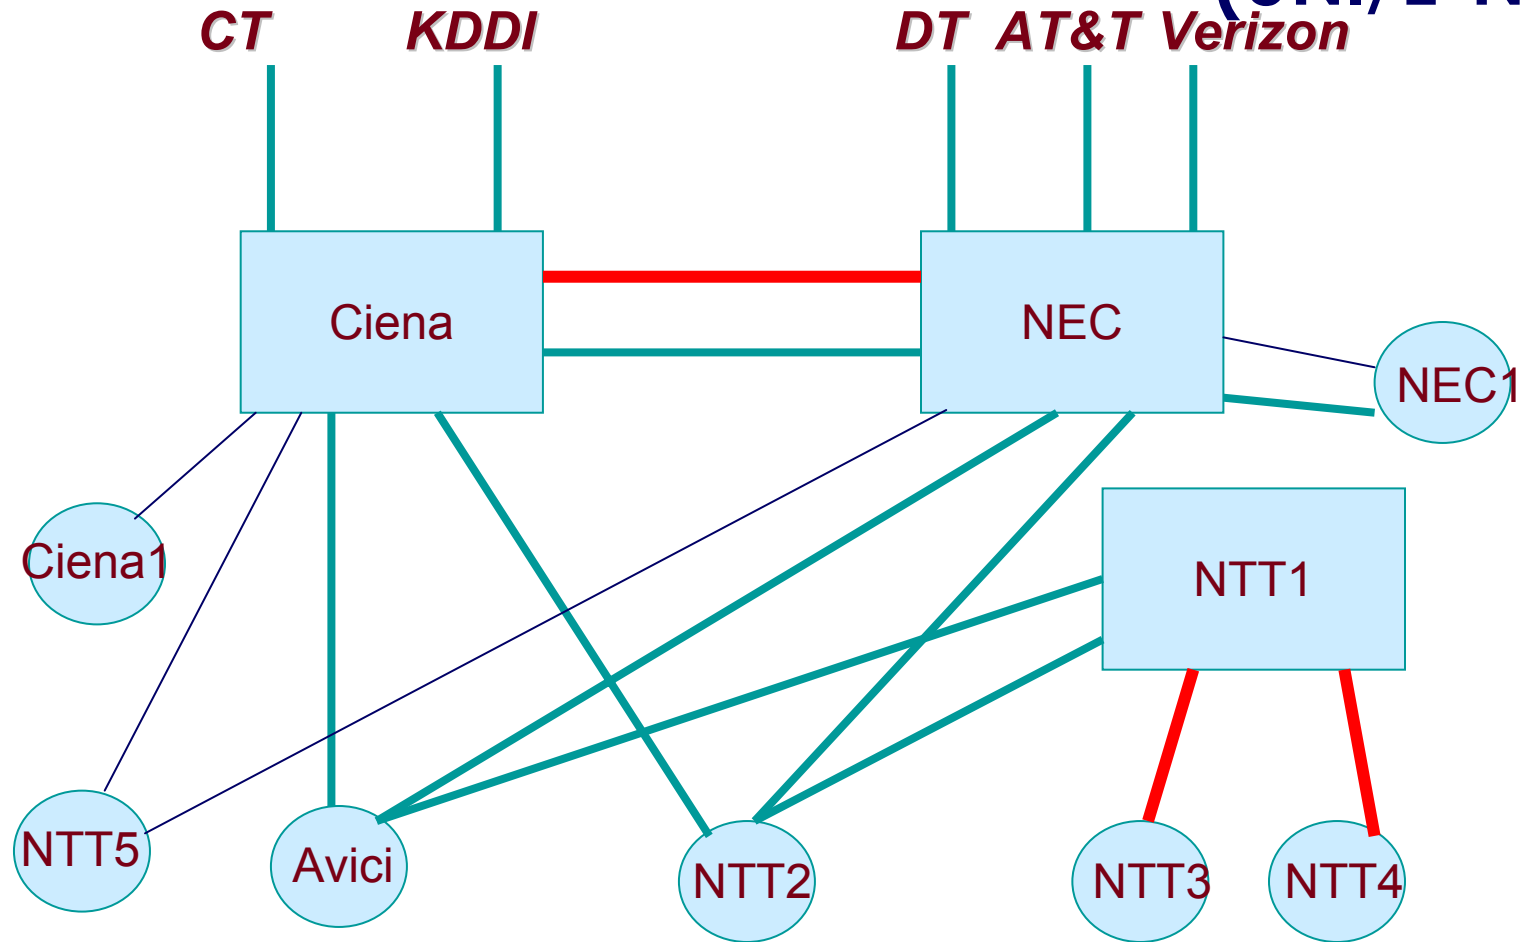 CT KDDI DT AT&T Verizon
Ciena NEC
NEC1
Ciena1 NTT1
NTT5 Avici NTT2 NTT3 NTT4